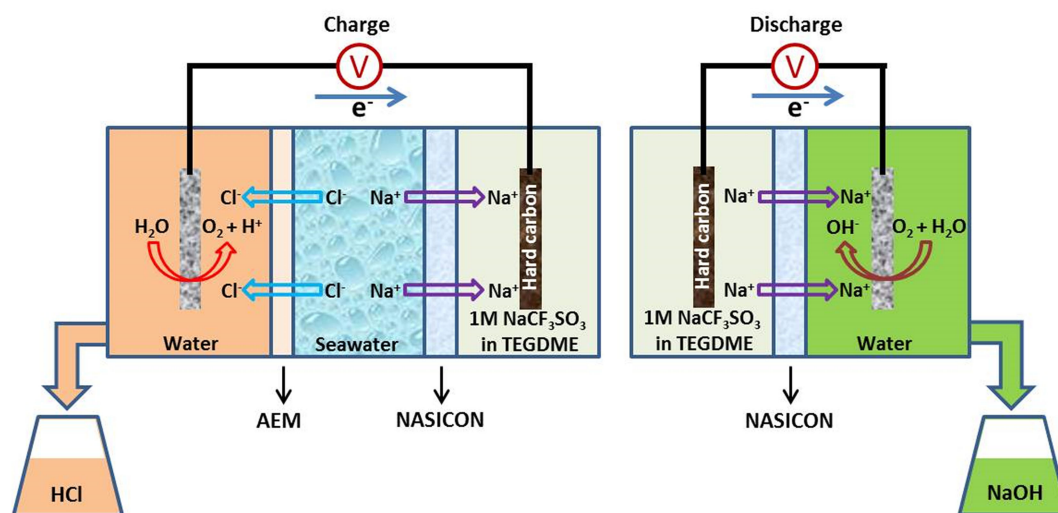 Charge
V
e⁻
Cl⁻ Cl⁻ Na⁺ Na⁺
H₂O O₂ + H⁺
Hard carbon
Cl⁻ Cl⁻ Na⁺ Na⁺
1M NaCF₃SO₃
in TEGDME
Water
Seawater
AEM
NASICON
HCl
Discharge
V
e⁻
Hard carbon
Na⁺ Na⁺
OH⁻ O₂ + H₂O
Na⁺ Na⁺
1M NaCF₃SO₃
in TEGDME
Water
NASICON
NaOH